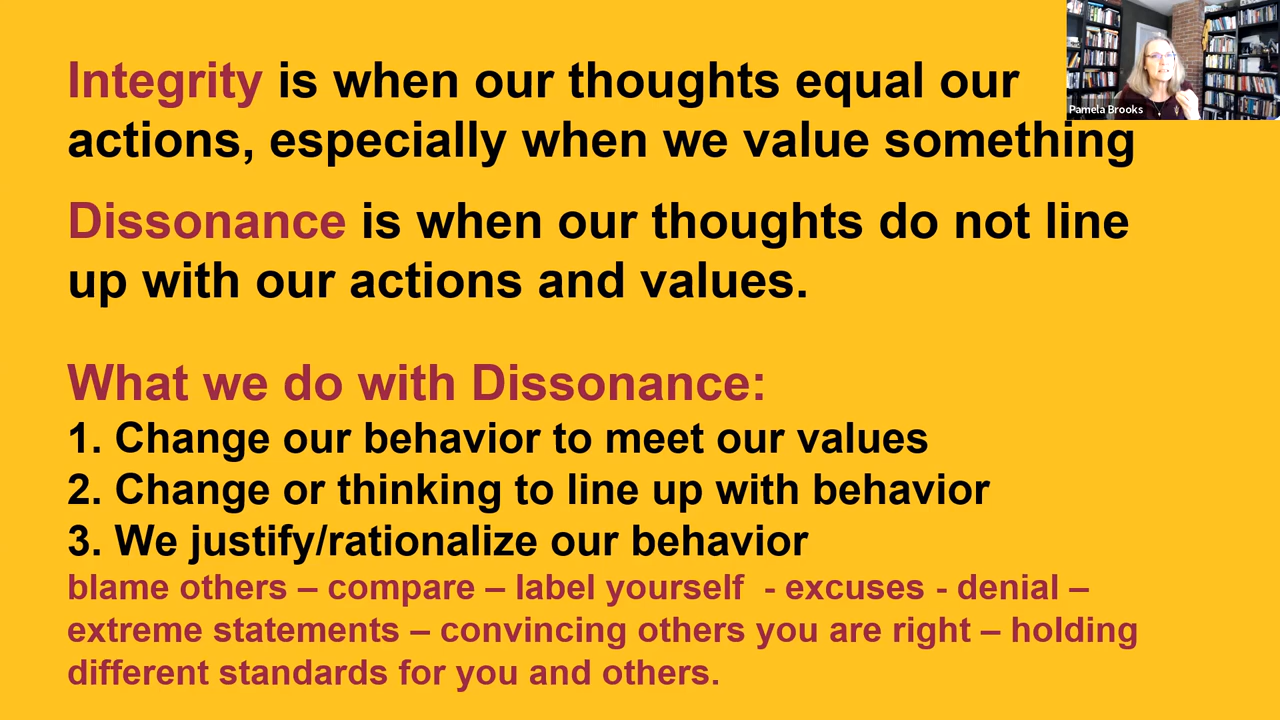 Integrity is when our thoughts equal our
actions, especially when we value something
Dissonance is when our thoughts do not line
up with our actions and values.
What we do with Dissonance:
1. Change our behavior to meet our values
2. Change or thinking to line up with behavior
3. We justify/rationalize our behavior
blame others – compare – label yourself  - excuses - denial –
extreme statements – convincing others you are right – holding
different standards for you and others.
Pamela Brooks